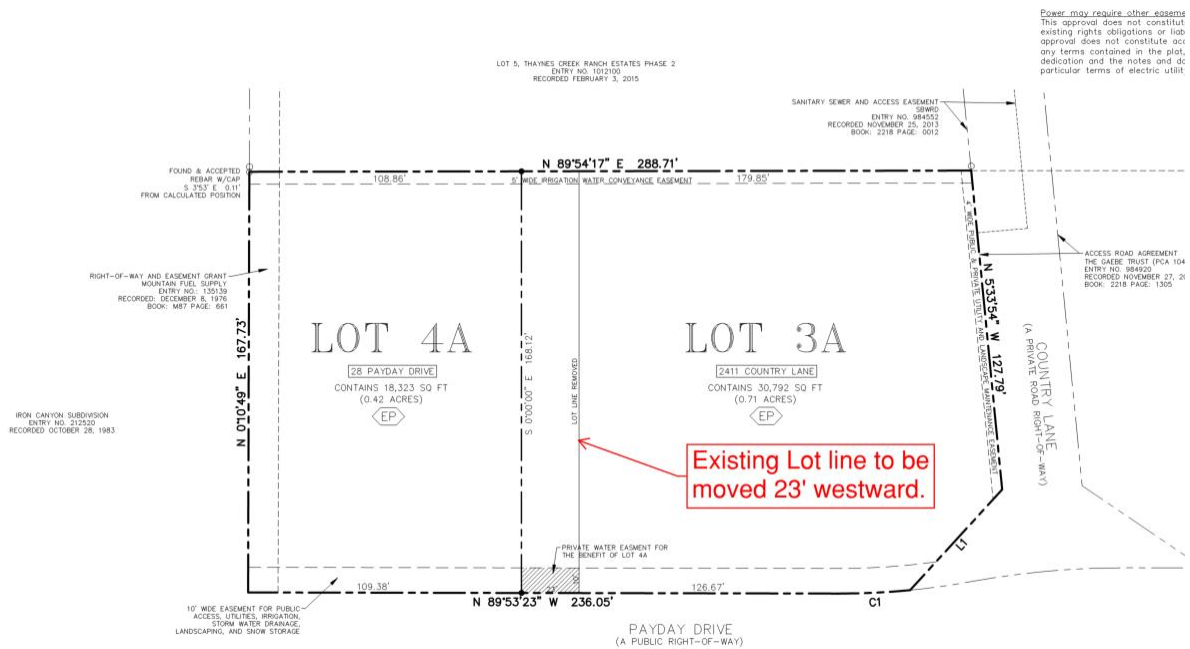 Power may require other easeme
This approval does not constitut
existing rights obligations or liab
approval does not constitute acc
any terms contained in the plat,
dedication and the notes and do
particular terms of electric utilit
LOT 5, THAYNES CREEK RANCH ESTATES PHASE 2
ENTRY NO. 1012100
RECORDED FEBRUARY 3, 2015
SANITARY SEWER AND ACCESS EASEMENT
SBWRD
ENTRY NO. 984552
RECORDED NOVEMBER 25, 2013
BOOK: 2218 PAGE: 0012
FOUND & ACCEPTED
REBAR W/CAP
S 3°53' E 0.11'
FROM CALCULATED POSITION
N 89°54'17" E 288.71'
108.86'
5' WIDE IRRIGATION WATER CONVEYANCE EASEMENT
179.85'
4' WIDE PUBLIC & PRIVATE UTILITY AND LANDSCAPE MAINTENANCE EASEMENT
N 5°33'54" W 127.79'
ACCESS ROAD AGREEMENT
THE GAEBE TRUST (PCA 104
ENTRY NO. 984920
RECORDED NOVEMBER 27, 20
BOOK: 2218 PAGE: 1305
RIGHT-OF-WAY AND EASEMENT GRANT
MOUNTAIN FUEL SUPPLY
ENTRY NO.: 135139
RECORDED: DECEMBER 8, 1976
BOOK: M87 PAGE: 661
N 0°10'49" E 167.73'
LOT 4A
28 PAYDAY DRIVE
CONTAINS 18,323 SQ FT
(0.42 ACRES)
EP
S 0°00'00" E 168.12'
LOT LINE REMOVED
LOT 3A
2411 COUNTRY LANE
CONTAINS 30,792 SQ FT
(0.71 ACRES)
EP
COUNTRY LANE
(A PRIVATE ROAD RIGHT-OF-WAY)
IRON CANYON SUBDIVISION
ENTRY NO. 212520
RECORDED OCTOBER 28, 1983
Existing Lot line to be
moved 23' westward.
PRIVATE WATER EASMENT FOR
THE BENEFIT OF LOT 4A
L1
109.38'
23'
10'
126.67'
N 89°53'23" W 236.05'
C1
10' WIDE EASEMENT FOR PUBLIC
ACCESS, UTILITIES, IRRIGATION,
STORM WATER DRAINAGE,
LANDSCAPING, AND SNOW STORAGE
PAYDAY DRIVE
(A PUBLIC RIGHT-OF-WAY)